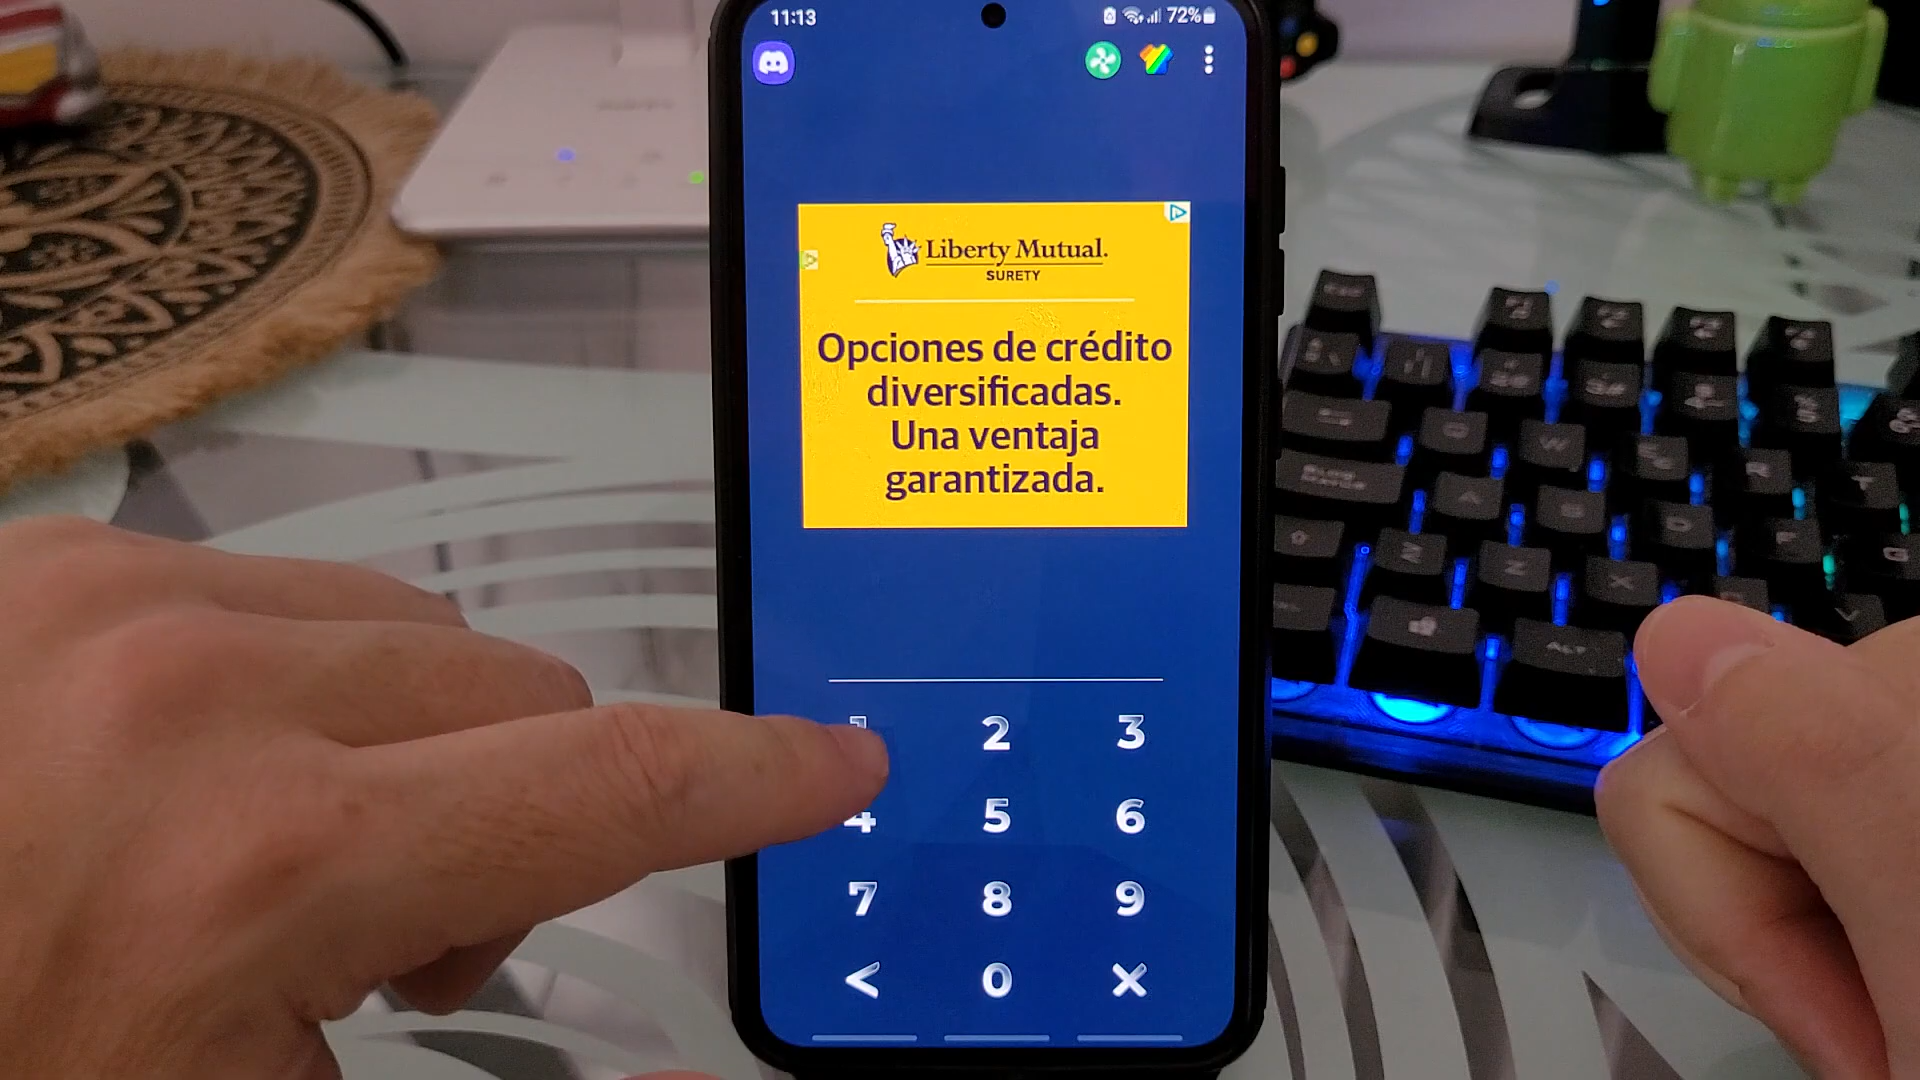 11:13
72%
Liberty Mutual.
SURETY
Opciones de crédito
diversificadas.
Una ventaja
garantizada.
1 2 3
4 5 6
7 8 9
< 0 X
W
R
T
A
S
D
F
G
Z
X
V
ALT